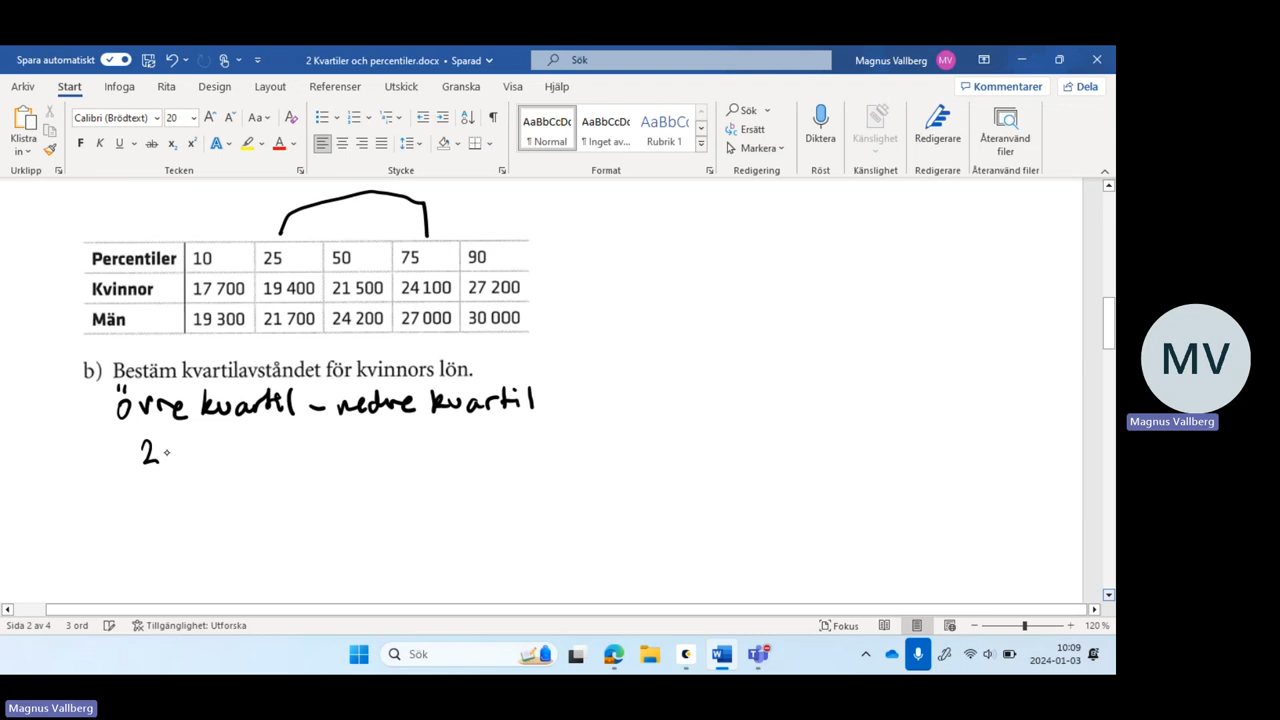 Spara automatiskt
2 Kvartiler och percentiler.docx • Sparad
Sök
Magnus Vallberg
MV
Arkiv Start Infoga Rita Design Layout Referenser Utskick Granska Visa Hjälp
Kommentarer
Dela
Klistra in
Calibri (Brödtext) 20
Aa
F K U ab x₂ x² A A
AaBbCcDc AaBbCcDc AaBbCc
¶ Normal ¶ Inget av... Rubrik 1
Sök
Ersätt
Markera
Diktera
Känslighet
Redigerare
Återanvänd filer
Urklipp Tecken Stycke Format Redigering Röst Känslighet Redigerare Återanvänd filer
Percentiler 10 25 50 75 90
Kvinnor 17 700 19 400 21 500 24 100 27 200
Män 19 300 21 700 24 200 27 000 30 000
b) Bestäm kvartilavståndet för kvinnors lön.
övre kvartil – nedre kvartil
2
MV
Magnus Vallberg
Sida 2 av 4 3 ord Tillgänglighet: Utforska
Fokus
120 %
Sök
10:09
2024-01-03
Magnus Vallberg